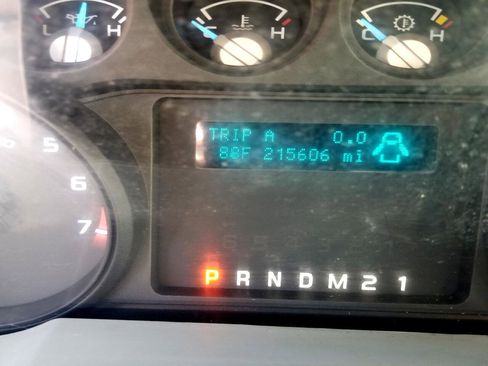 L H
C H
C H
5
6
7
TRIP A 0.0
88F 215606 mi
P R N D M 2 1